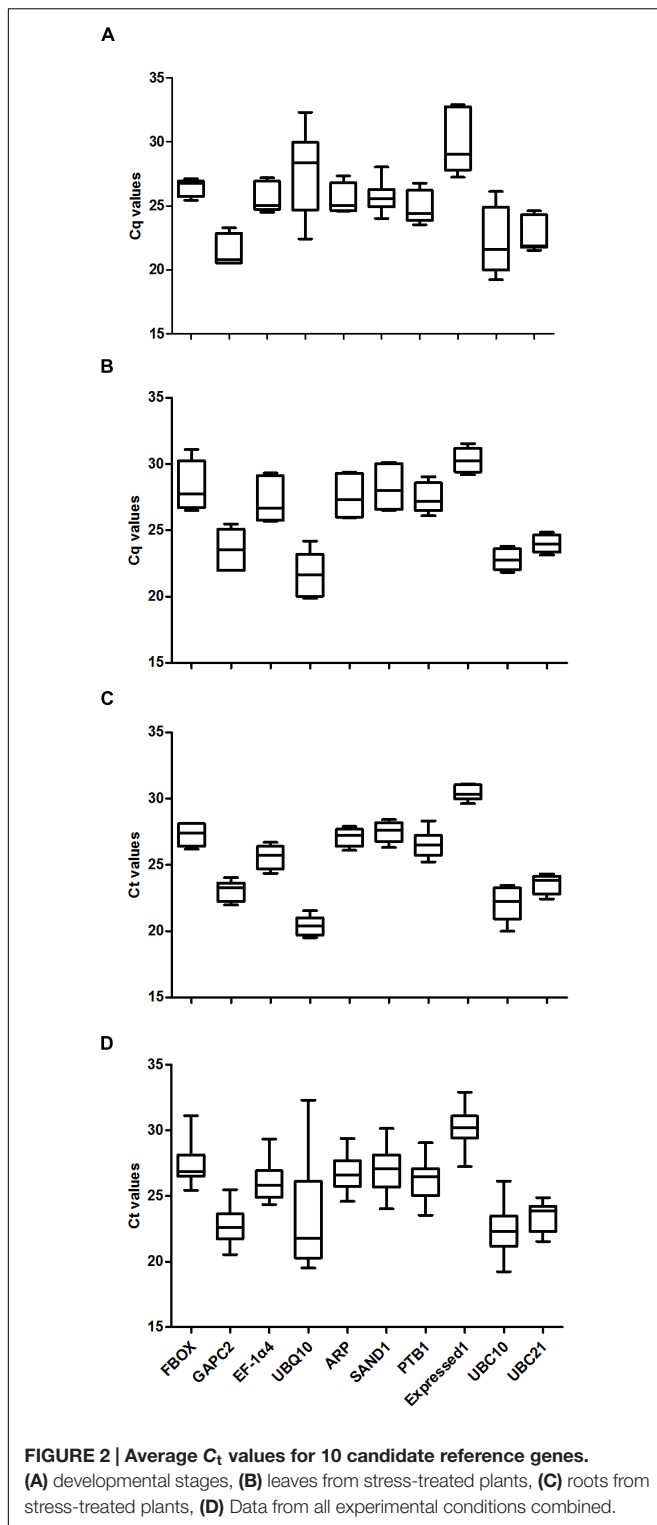 A
35
30
25
20
15
Cq values
B
35
30
25
20
15
Cq values
C
35
30
25
20
15
Ct values
D
35
30
25
20
15
Ct values
FBOX
GAPC2
EF-1α4
UBQ10
ARP
SAND1
PTB1
Expressed1
UBC10
UBC21
FIGURE 2 | Average Ct values for 10 candidate reference genes.
(A) developmental stages, (B) leaves from stress-treated plants, (C) roots from
stress-treated plants, (D) Data from all experimental conditions combined.